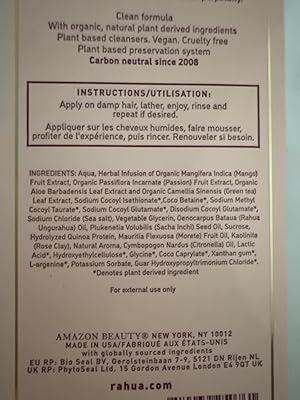 Clean formula
With organic, natural plant derived ingredients
Plant based cleansers. Vegan. Cruelty free
Plant based preservation system
Carbon neutral since 2008
INSTRUCTIONS/UTILISATION:
Apply on damp hair, lather, enjoy, rinse and
repeat if desired.
Appliquer sur les cheveux humides, faire mousser,
profiter de l'expérience, puis rincer. Renouveler si besoin.
INGREDIENTS: Aqua, Herbal Infusion of Organic Mangifera Indica (Mango)
Fruit Extract, Organic Passiflora Incarnate (Passion) Fruit Extract, Organic
Aloe Barbadensis Leaf Extract and Organic Camellia Sinensis (Green tea)
Leaf Extract, Sodium Cocoyl Isethionate*, Coco Betaine*, Sodium Methyl
Cocoyl Taurate*, Sodium Cocoyl Glutamate*, Disodium Cocoyl Glutamate*,
Sodium Chloride (Sea salt), Vegetable Glycerin, Oenocarpus Bataua (Rahua
Ungurahua) Oil, Plukenetia Volubilis (Sacha Inchi) Seed Oil, Sucrose,
Hydrolyzed Quinoa Protein, Mauritia Flexuosa (Morete) Fruit Oil, Kaolinite
(Rose Clay), Natural Aroma, Cymbopogon Nardus (Citronella) Oil, Lactic
Acid*, Hydroxyethylcellulose*, Glycine*, Coco Caprylate*, Xanthan gum*,
L-arginine*, Potassium Sorbate, Guar Hydroxypropyltrimonium Chloride*.
*Denotes plant derived ingredient
For external use only
AMAZON BEAUTY® NEW YORK, NY 10012
MADE IN USA/FABRIQUÉ AUX ÉTATS-UNIS
with globally sourced ingredients
EU RP: Bio Seal BV, Gerolsteinbaan 7-9, 5121 DN Rijen NL
UK RP: PhytoSeal Ltd. 15 Gordon Avenue London E4 9QT UK
rahua.com